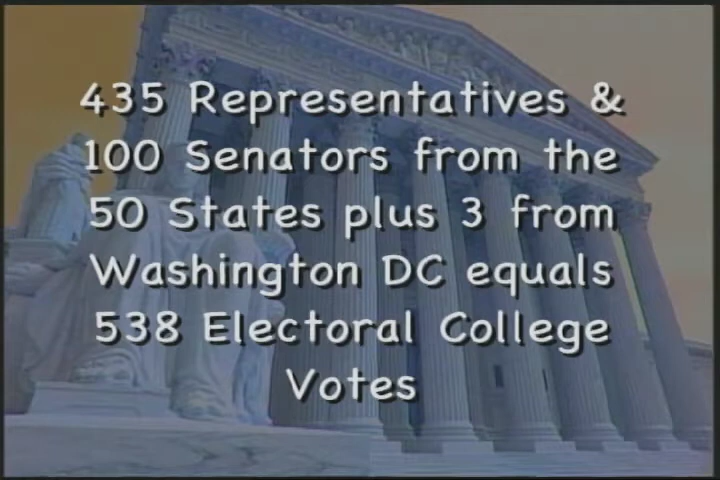 435 Representatives &
100 Senators from the
50 States plus 3 from
Washington DC equals
538 Electoral College
Votes